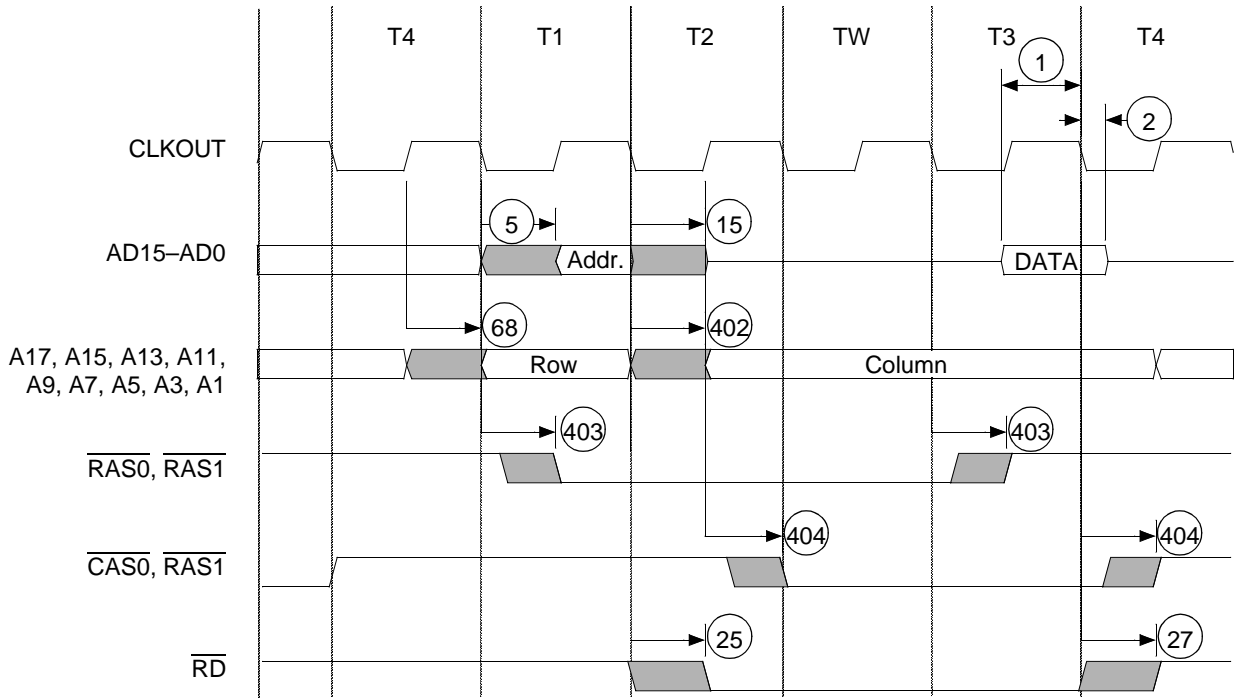 T4 T1 T2 TW T3 T4
1
2
CLKOUT
5 15
AD15–AD0 Addr. DATA
68 402
A17, A15, A13, A11,
A9, A7, A5, A3, A1
Row Column
403 403
RAS0, RAS1
404 404
CAS0, RAS1
25 27
RD